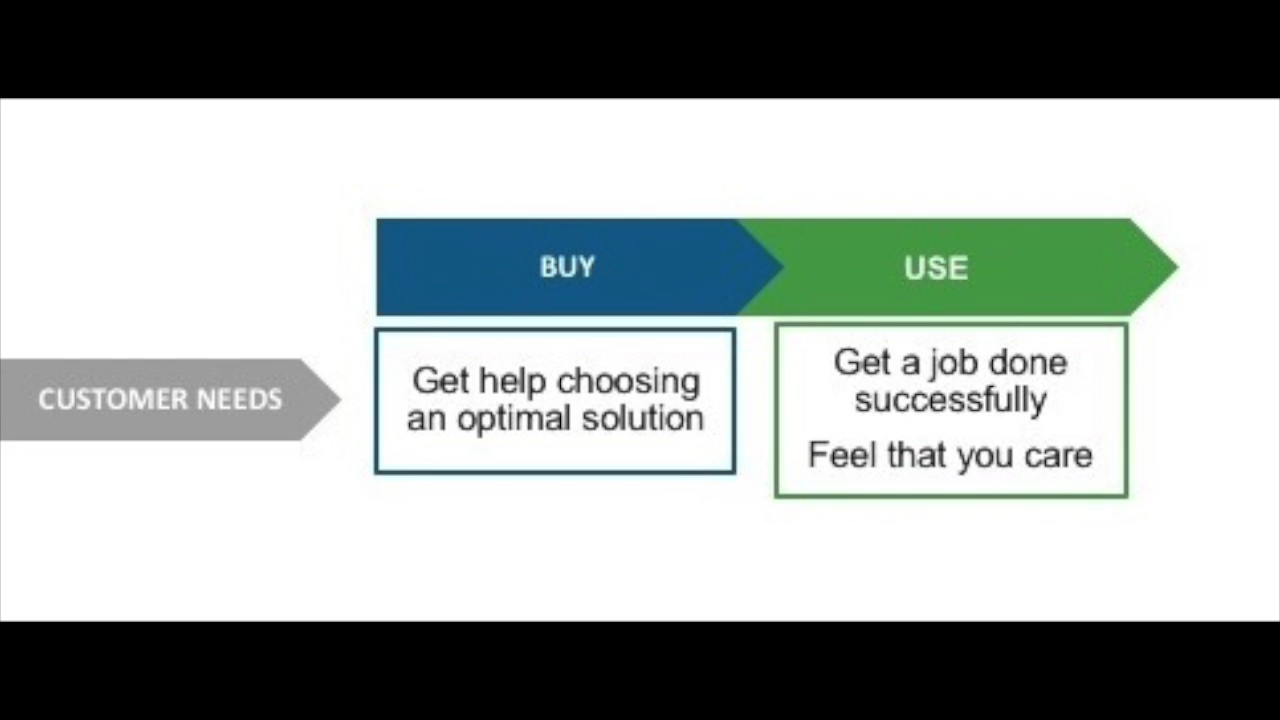 BUY
USE
CUSTOMER NEEDS
Get help choosing
an optimal solution
Get a job done
successfully
Feel that you care